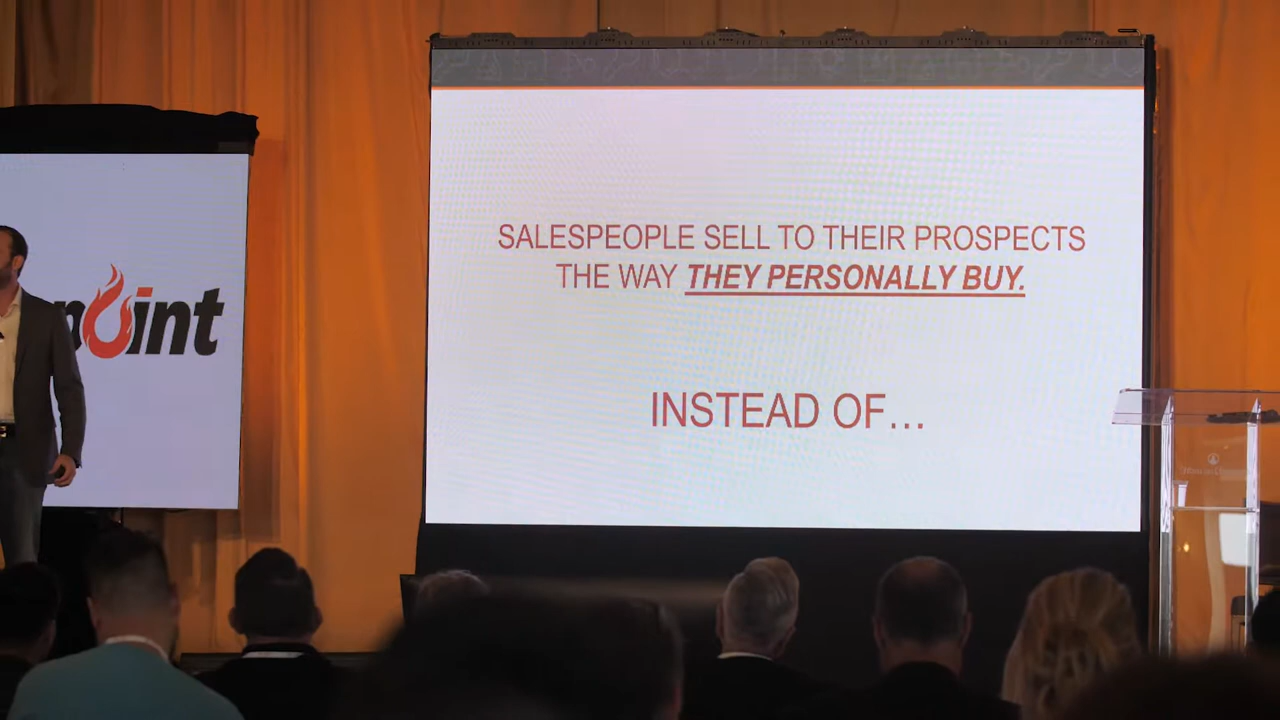 point
SALESPEOPLE SELL TO THEIR PROSPECTS
THE WAY THEY PERSONALLY BUY.
INSTEAD OF...